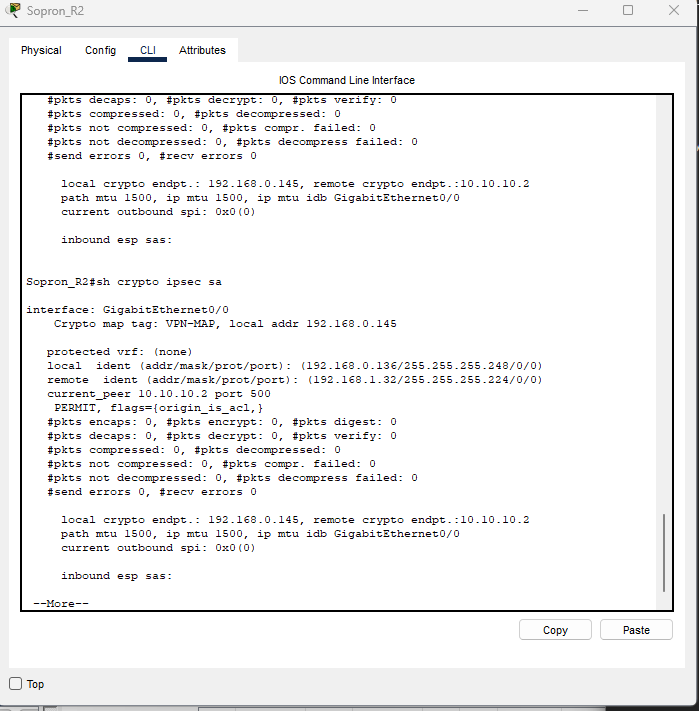 Sopron_R2
Physical Config CLI Attributes
IOS Command Line Interface
#pkts decaps: 0, #pkts decrypt: 0, #pkts verify: 0
#pkts compressed: 0, #pkts decompressed: 0
#pkts not compressed: 0, #pkts compr. failed: 0
#pkts not decompressed: 0, #pkts decompress failed: 0
#send errors 0, #recv errors 0
local crypto endpt.: 192.168.0.145, remote crypto endpt.:10.10.10.2
path mtu 1500, ip mtu 1500, ip mtu idb GigabitEthernet0/0
current outbound spi: 0x0(0)
inbound esp sas:
Sopron_R2#sh crypto ipsec sa
interface: GigabitEthernet0/0
Crypto map tag: VPN-MAP, local addr 192.168.0.145
protected vrf: (none)
local ident (addr/mask/prot/port): (192.168.0.136/255.255.255.248/0/0)
remote ident (addr/mask/prot/port): (192.168.1.32/255.255.255.224/0/0)
current_peer 10.10.10.2 port 500
PERMIT, flags={origin_is_acl,}
#pkts encaps: 0, #pkts encrypt: 0, #pkts digest: 0
#pkts decaps: 0, #pkts decrypt: 0, #pkts verify: 0
#pkts compressed: 0, #pkts decompressed: 0
#pkts not compressed: 0, #pkts compr. failed: 0
#pkts not decompressed: 0, #pkts decompress failed: 0
#send errors 0, #recv errors 0
local crypto endpt.: 192.168.0.145, remote crypto endpt.:10.10.10.2
path mtu 1500, ip mtu 1500, ip mtu idb GigabitEthernet0/0
current outbound spi: 0x0(0)
inbound esp sas:
--More--
Copy Paste
Top